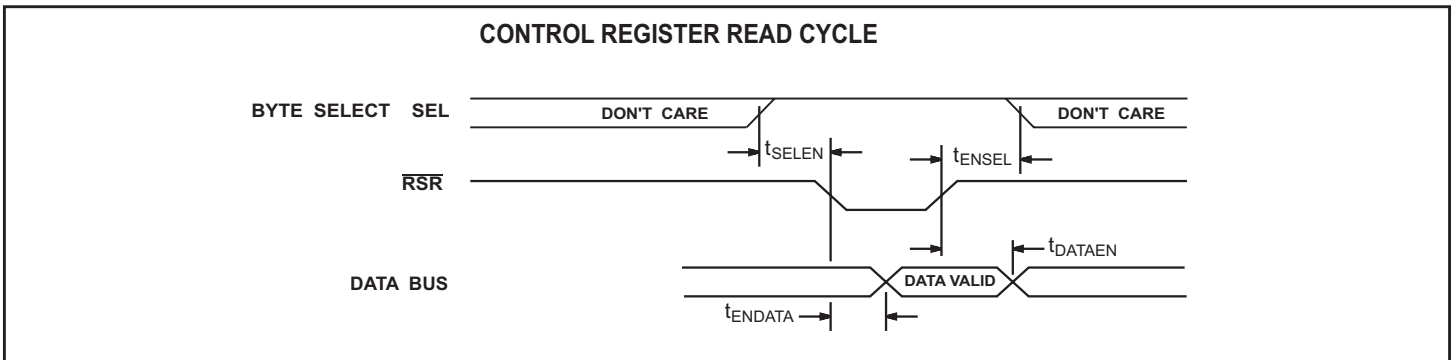 CONTROL REGISTER READ CYCLE
BYTE SELECT SEL
DON'T CARE
DON'T CARE
tSELEN
tENSEL
RSR
tDATAEN
DATA BUS
DATA VALID
tENDATA